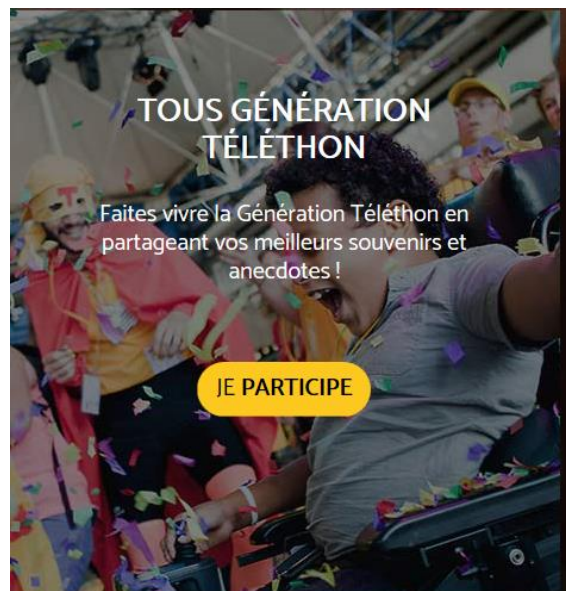 TOUS GÉNÉRATION
TÉLÉTHON
Faites vivre la Génération Téléthon en
partageant vos meilleurs souvenirs et
anecdotes !
JE PARTICIPE
T